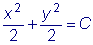 x²/2 + y²/2 = C